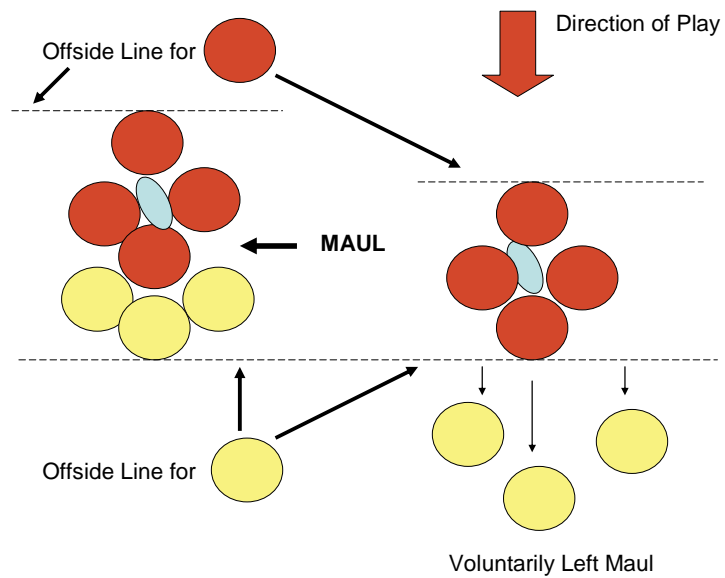 Offside Line for
Direction of Play
MAUL
Offside Line for
Voluntarily Left Maul